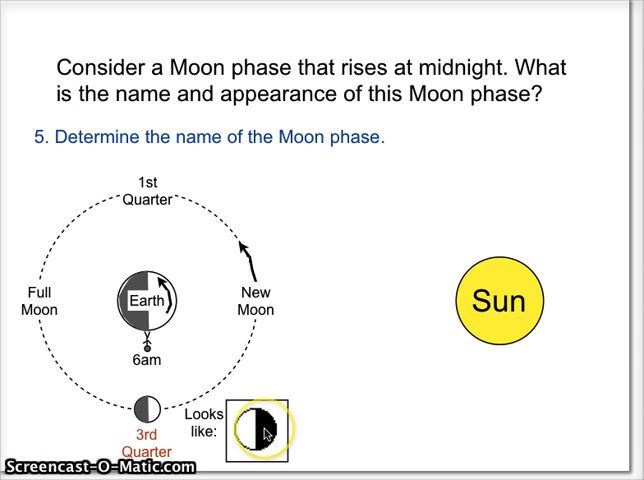 Consider a Moon phase that rises at midnight. What
is the name and appearance of this Moon phase?
5. Determine the name of the Moon phase.
1st
Quarter
Full
Moon
Earth
New
Moon
Sun
6am
3rd
Quarter
Looks
like:
Screencast-O-Matic.com